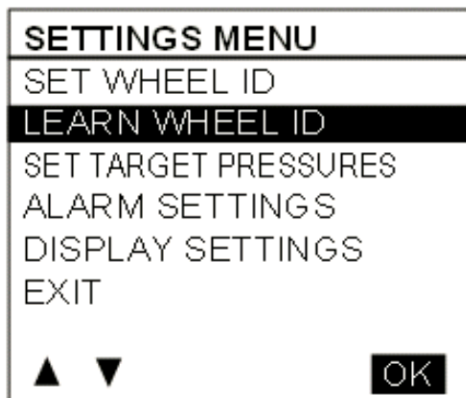 SETTINGS MENU
SET WHEEL ID
LEARN WHEEL ID
SET TARGET PRESSURES
ALARM SETTINGS
DISPLAY SETTINGS
EXIT
▲ ▼ OK